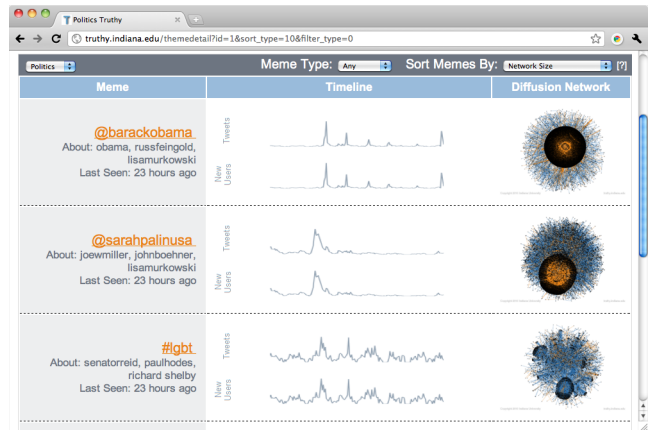 Politics Truthy
truthy.indiana.edu/themedetail?id=1&sort_type=10&filter_type=0
Politics Meme Type: Any Sort Memes By: Network Size [?]
Meme Timeline Diffusion Network
@barackobama
About: obama, russfeingold,
lisamurkowski
Last Seen: 23 hours ago
Tweets
New
Users
@sarahpalinusa
About: joewmiller, johnboehner,
lisamurkowski
Last Seen: 23 hours ago
Tweets
New
Users
#lgbt
About: senatorreid, paulhodes,
richard shelby
Last Seen: 23 hours ago
Tweets
New
Users